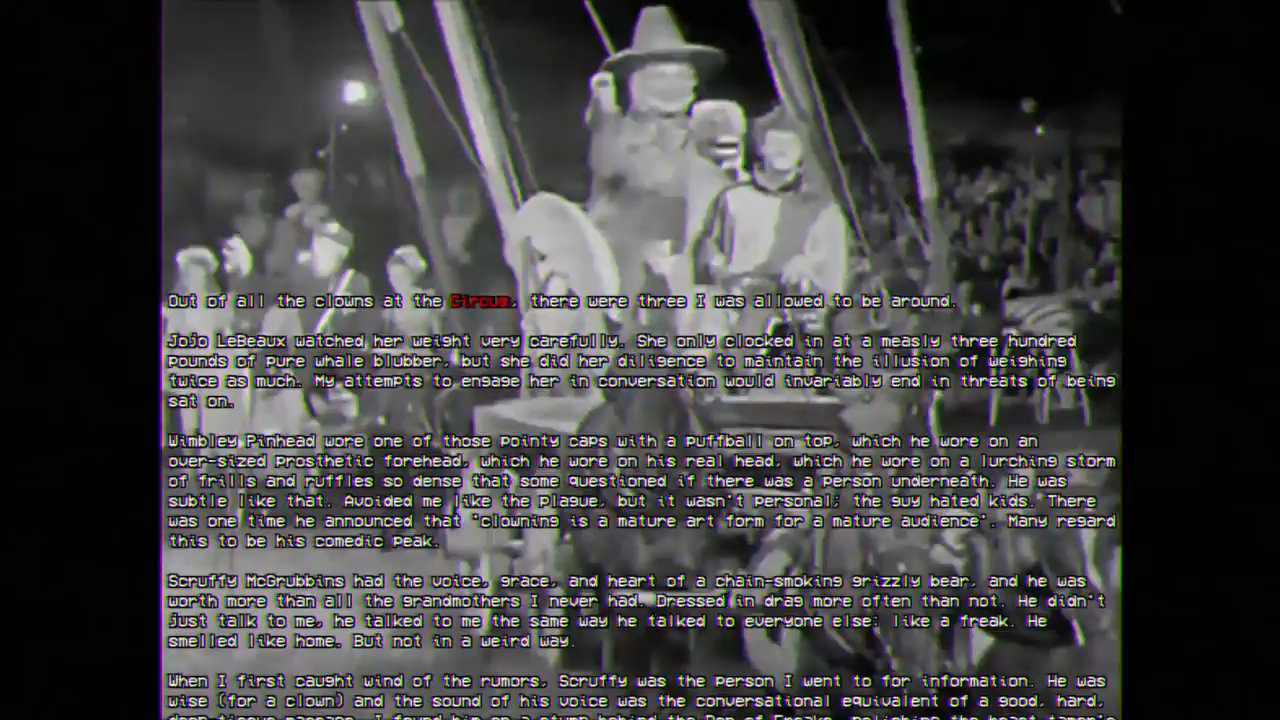 Out of all the clowns at the Circus, there were three I was allowed to be around.
JoJo LeBeaux watched her weight very carefully. She only clocked in at a measly three hundred
pounds of pure whale blubber, but she did her diligence to maintain the illusion of weighing
twice as much. My attempts to engage her in conversation would invariably end in threats of being
sat on.
Wimbley Pinhead wore one of those pointy caps with a puffball on top, which he wore on an
over-sized prosthetic forehead, which he wore on his real head, which he wore on a lurching storm
of frills and ruffles so dense that some questioned if there was a person underneath. He was
subtle like that. Avoided me like the plague, but it wasn't personal; the guy hated kids. There
was one time he announced that "clowning is a mature art form for a mature audience". Many regard
this to be his comedic peak.
Scruffy McGrubbins had the voice, grace, and heart of a chain-smoking grizzly bear, and he was
worth more than all the grandmothers I never had. Dressed in drag more often than not. He didn't
just talk to me, he talked to me the same way he talked to everyone else: like a freak. He
smelled like home. But not in a weird way.
When I first caught wind of the rumors, Scruffy was the person I went to for information. He was
wise (for a clown) and the sound of his voice was the conversational equivalent of a good, hard,